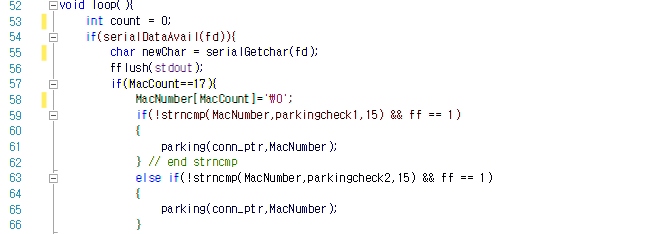 52 void loop(){
53 int count = 0;
54 if(serialDataAvail(fd)){
55 char newChar = serialGetchar(fd);
56 fflush(stdout);
57 if(MacCount==17){
58 MacNumber[MacCount]='₩0';
59 if(!strncmp(MacNumber,parkingcheck1,15) && ff == 1)
60 {
61 parking(conn_ptr,MacNumber);
62 } // end strncmp
63 else if(!strncmp(MacNumber,parkingcheck2,15) && ff == 1)
64 {
65 parking(conn_ptr,MacNumber);
66 }